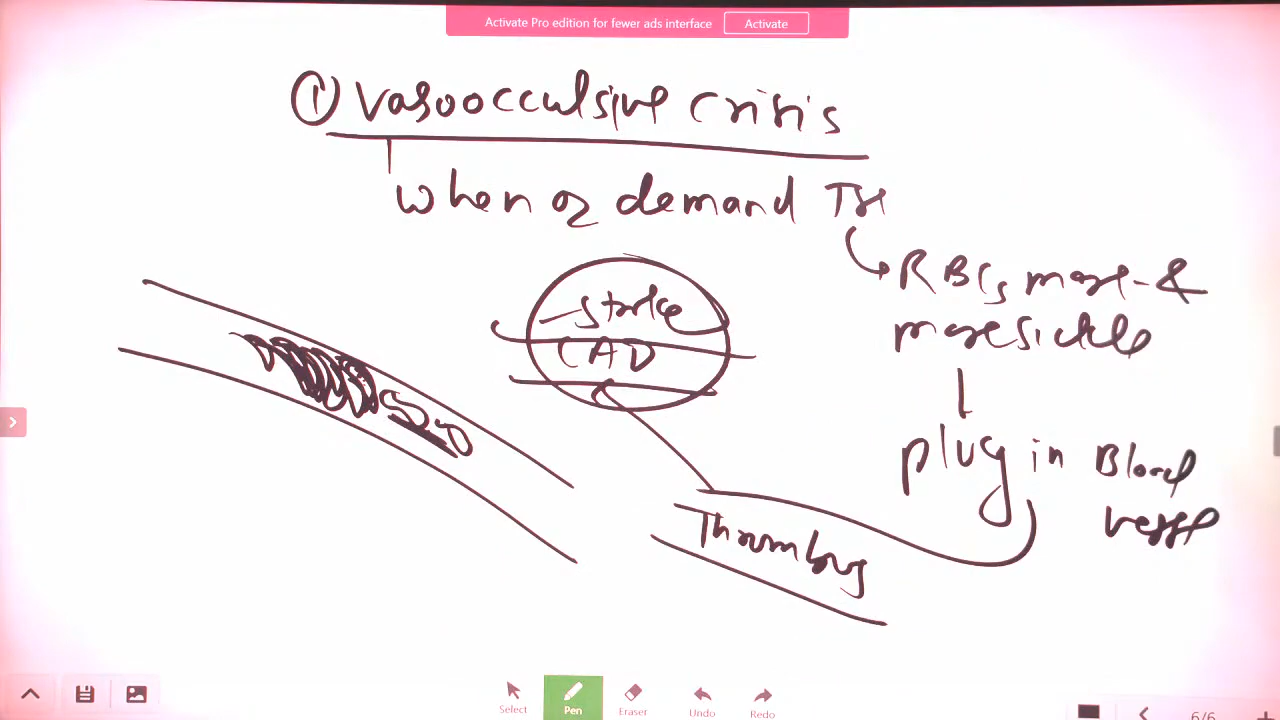 Activate Pro edition for fewer ads interface
Activate
① Vasoocculsive crisis
when O2 demand
RBCs more &
more sickle
plug in Blood
vessel
stroke
CAD
Thrombus
Select
Pen
Eraser
Undo
Redo
6/6